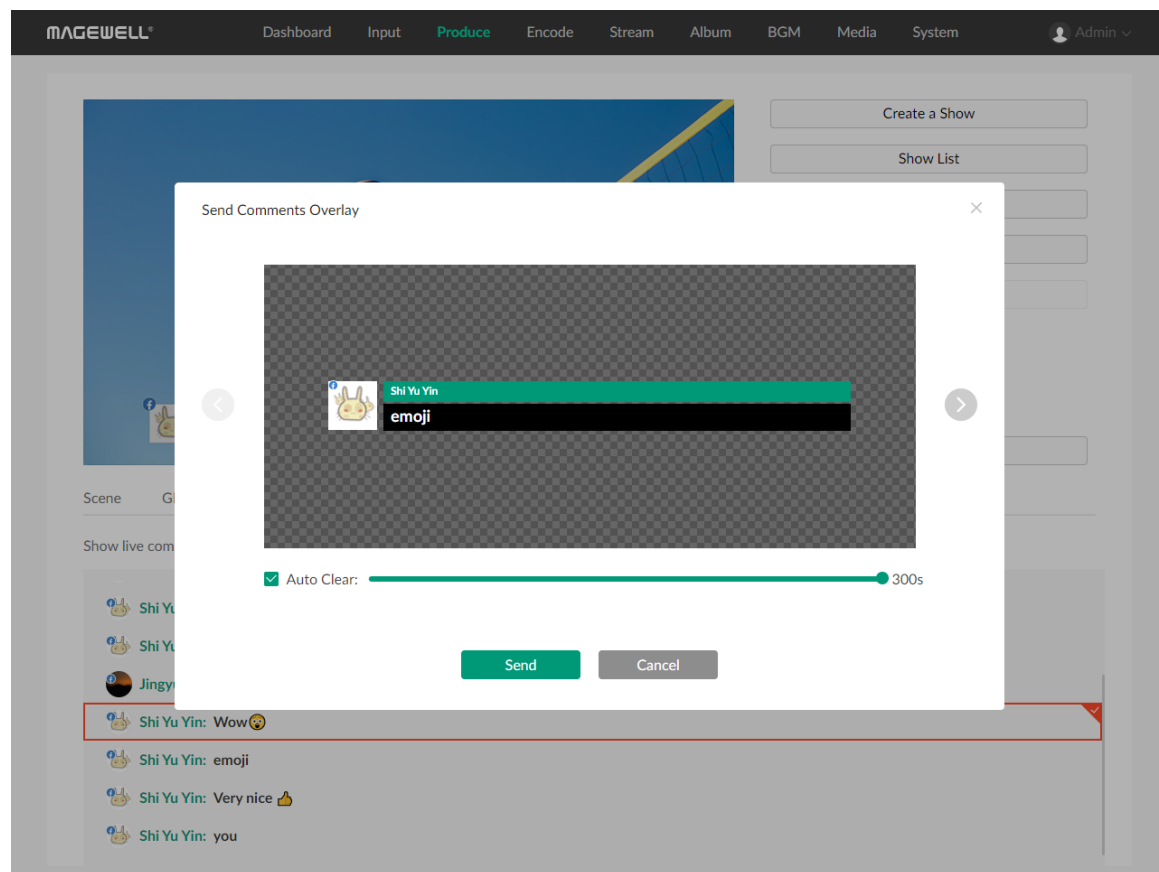 MAGEWELL® Dashboard Input Produce Encode Stream Album BGM Media System Admin
Create a Show
Show List
Send Comments Overlay
Shi Yu Yin
emoji
Scene
Show live com
Auto Clear: 300s
Shi Yu
Shi Yu
Send Cancel
Jingyu
Shi Yu Yin: Wow😮
Shi Yu Yin: emoji
Shi Yu Yin: Very nice 👍
Shi Yu Yin: you